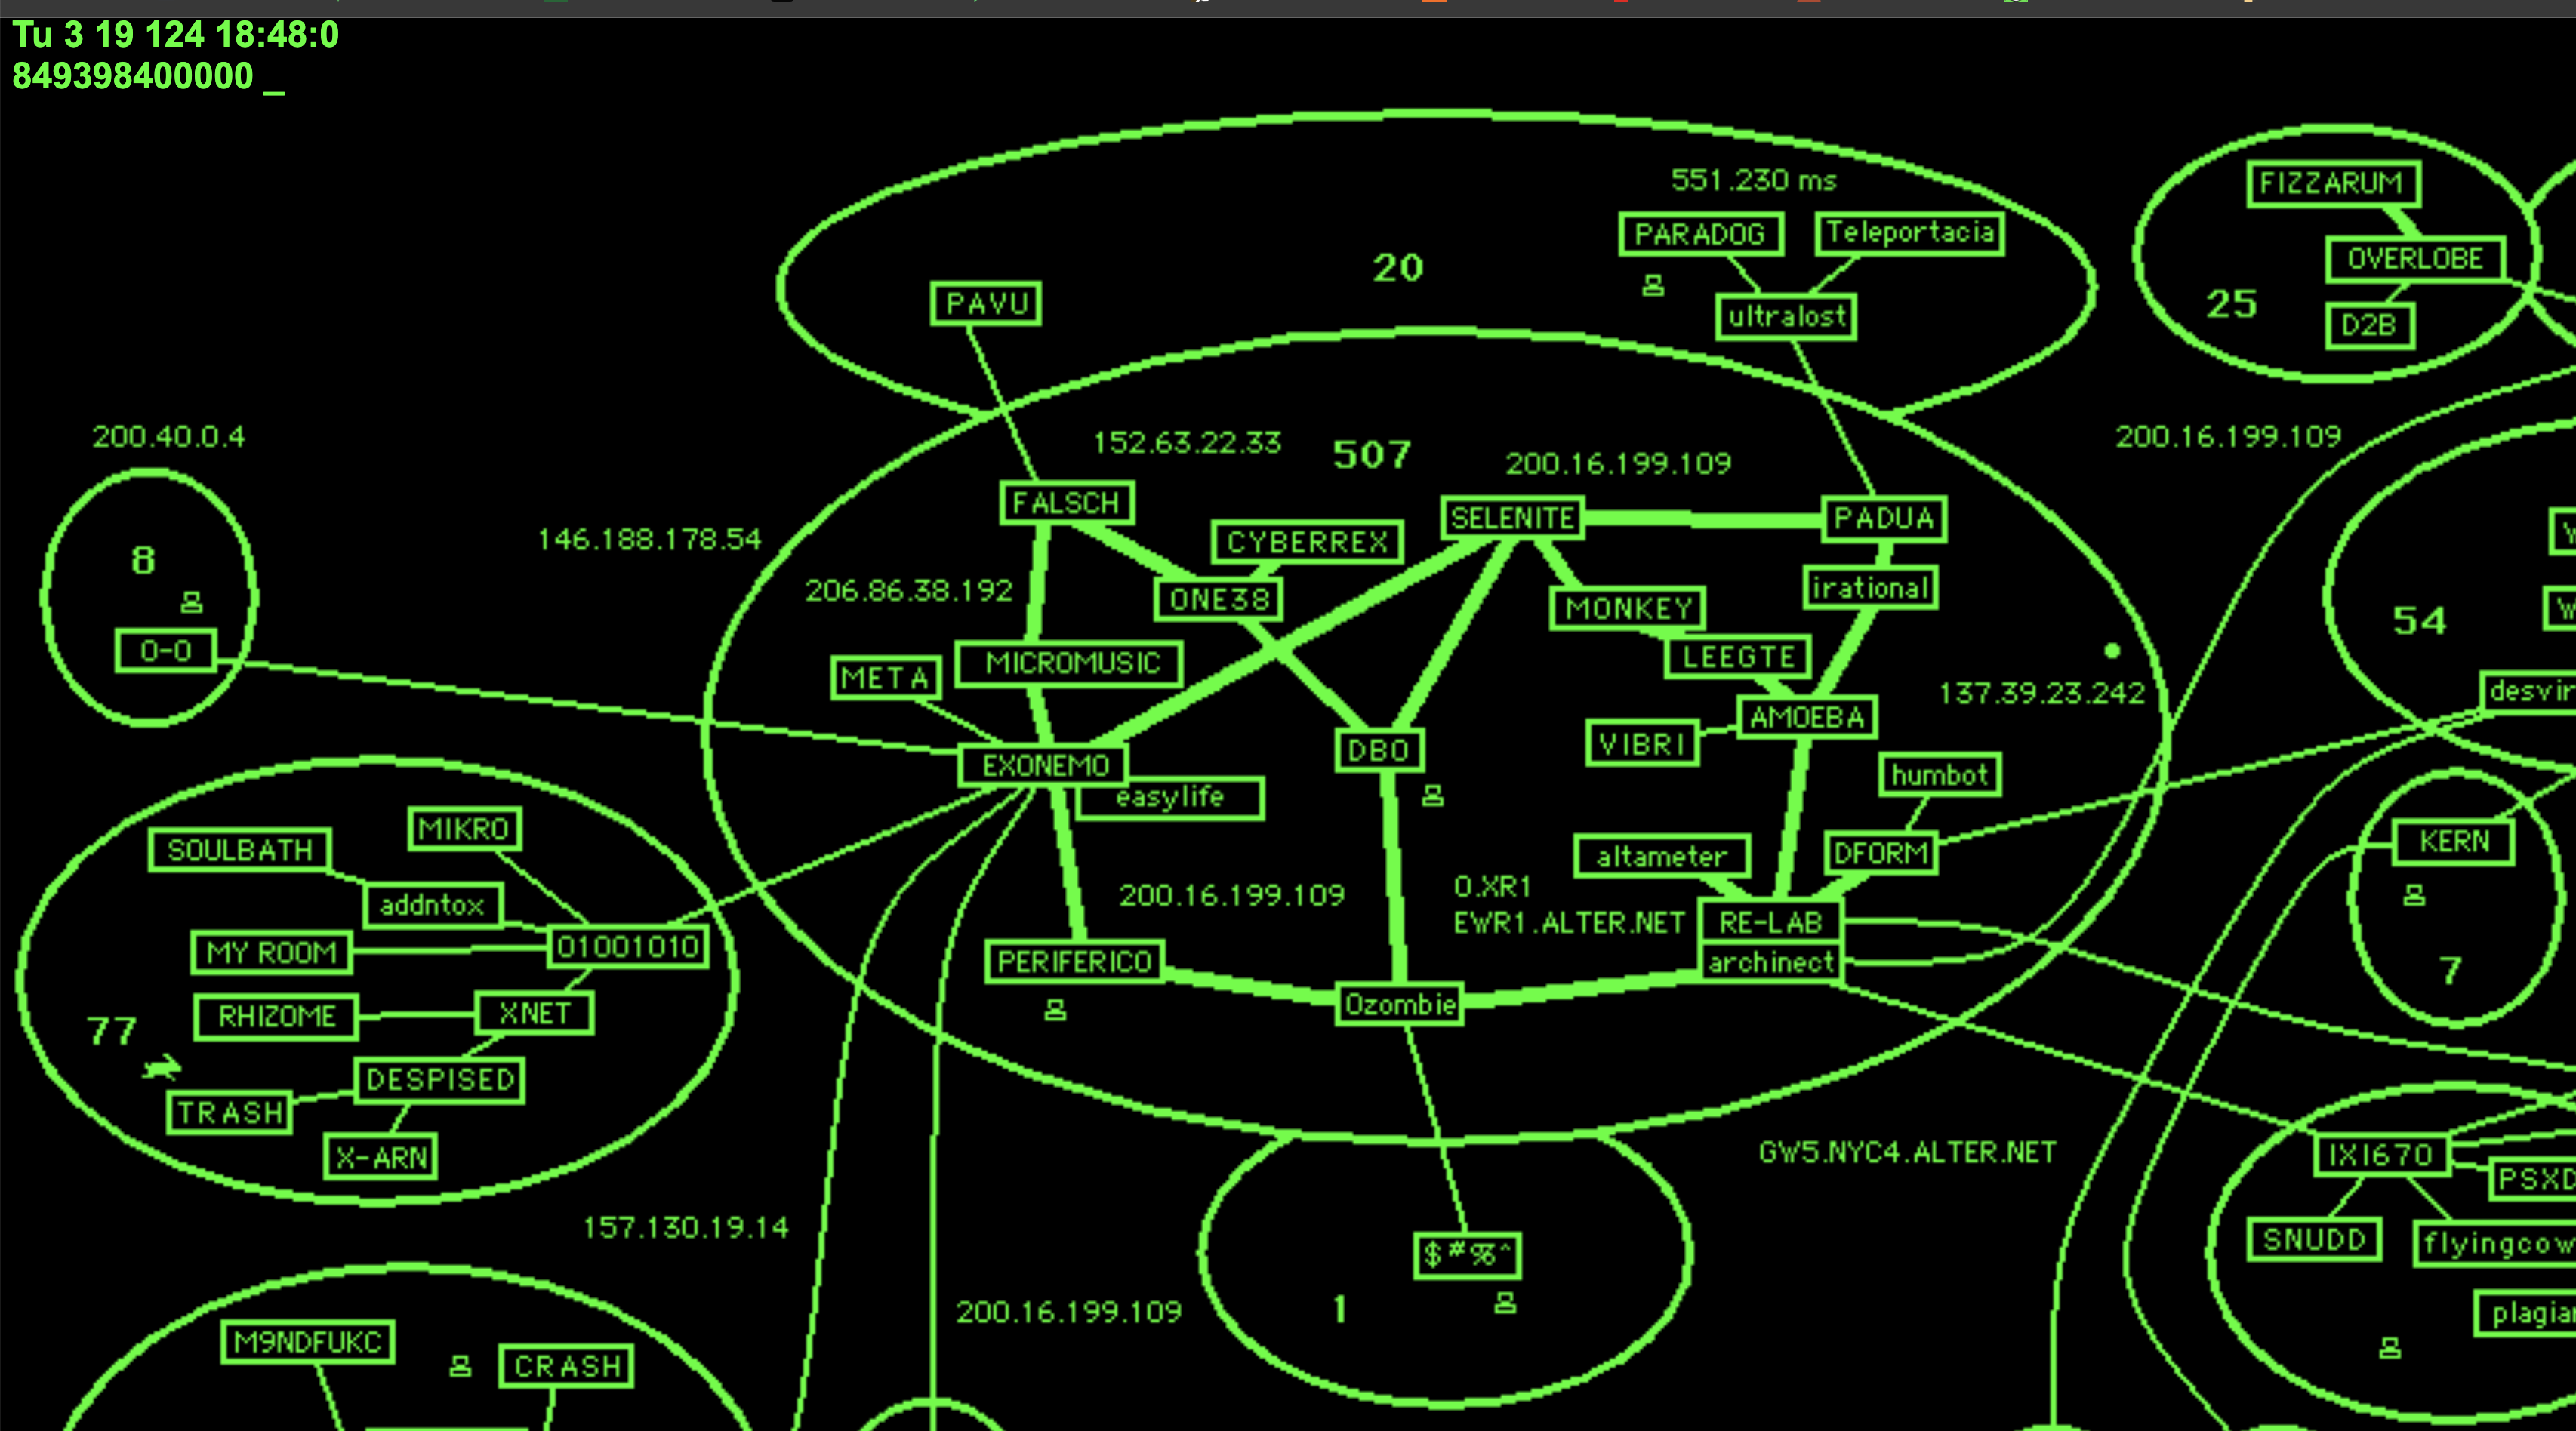 Tu 3 19 124 18:48:0
849398400000 _
551.230 ms
FIZZARUM
PARADOG
Teleportacia
OVERLOBE
20
PAVU
25
ultralost
D2B
200.40.0.4
152.63.22.33
507
200.16.199.109
200.16.199.109
FALSCH
SELENITE
PADUA
146.188.178.54
CYBERREX
8
206.86.38.192
ONE38
irational
MONKEY
54
0-0
META
MICROMUSIC
LEEGTE
137.39.23.242
desvir
AMOEBA
VIBRI
DBO
EXONEMO
humbot
easylife
MIKRO
SOULBATH
altameter
DFORM
KERN
addntox
200.16.199.109
0.XR1
EWR1.ALTER.NET
RE-LAB
MY ROOM
01001010
PERIFERICO
archinect
7
RHIZOME
XNET
Ozombie
77
DESPISED
TRASH
X-ARN
GW5.NYC4.ALTER.NET
IXI670
PSXD
157.130.19.14
$#%^
SNUDD
flyingcow
1
200.16.199.109
plagiar
M9NDFUKC
CRASH